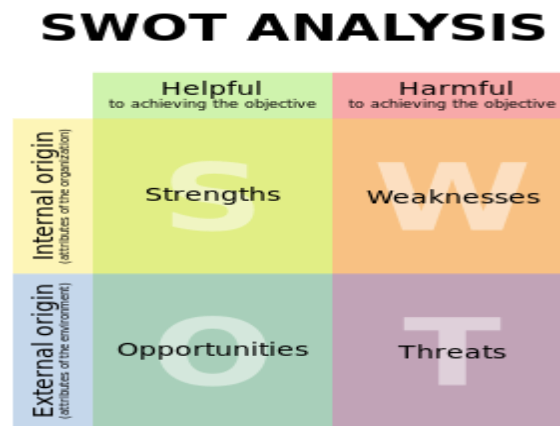 SWOT ANALYSIS
Helpful
to achieving the objective
Harmful
to achieving the objective
Internal origin
(attributes of the organization)
S
Strengths
W
Weaknesses
External origin
(attributes of the environment)
O
Opportunities
T
Threats